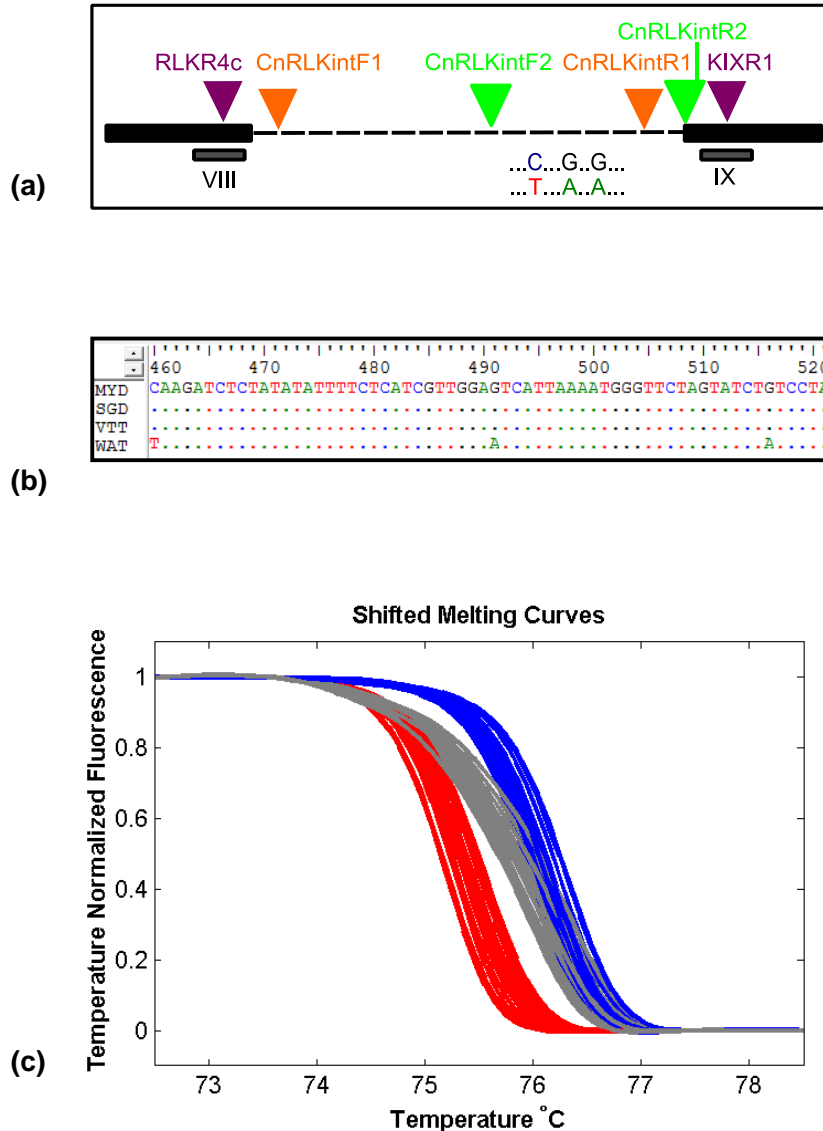 (a)
CnRLKintR2
RLKR4c CnRLKintF1 CnRLKintF2 CnRLKintR1 KIXR1
...C...G..G...
...T...A...A...
VIII IX
(b)
460 470 480 490 500 510 520
MYD CAAGATCTCTATATATTTTCTCATCGTTGGAGTCATTAAAATGGGTTCTAGTATCTGTCCTA
SGD ..............................................................
VTT ..............................................................
WAT T..............................A........................A.....
(c)
Shifted Melting Curves
Temperature Normalized Fluorescence
1
0.8
0.6
0.4
0.2
0
73 74 75 76 77 78
Temperature °C